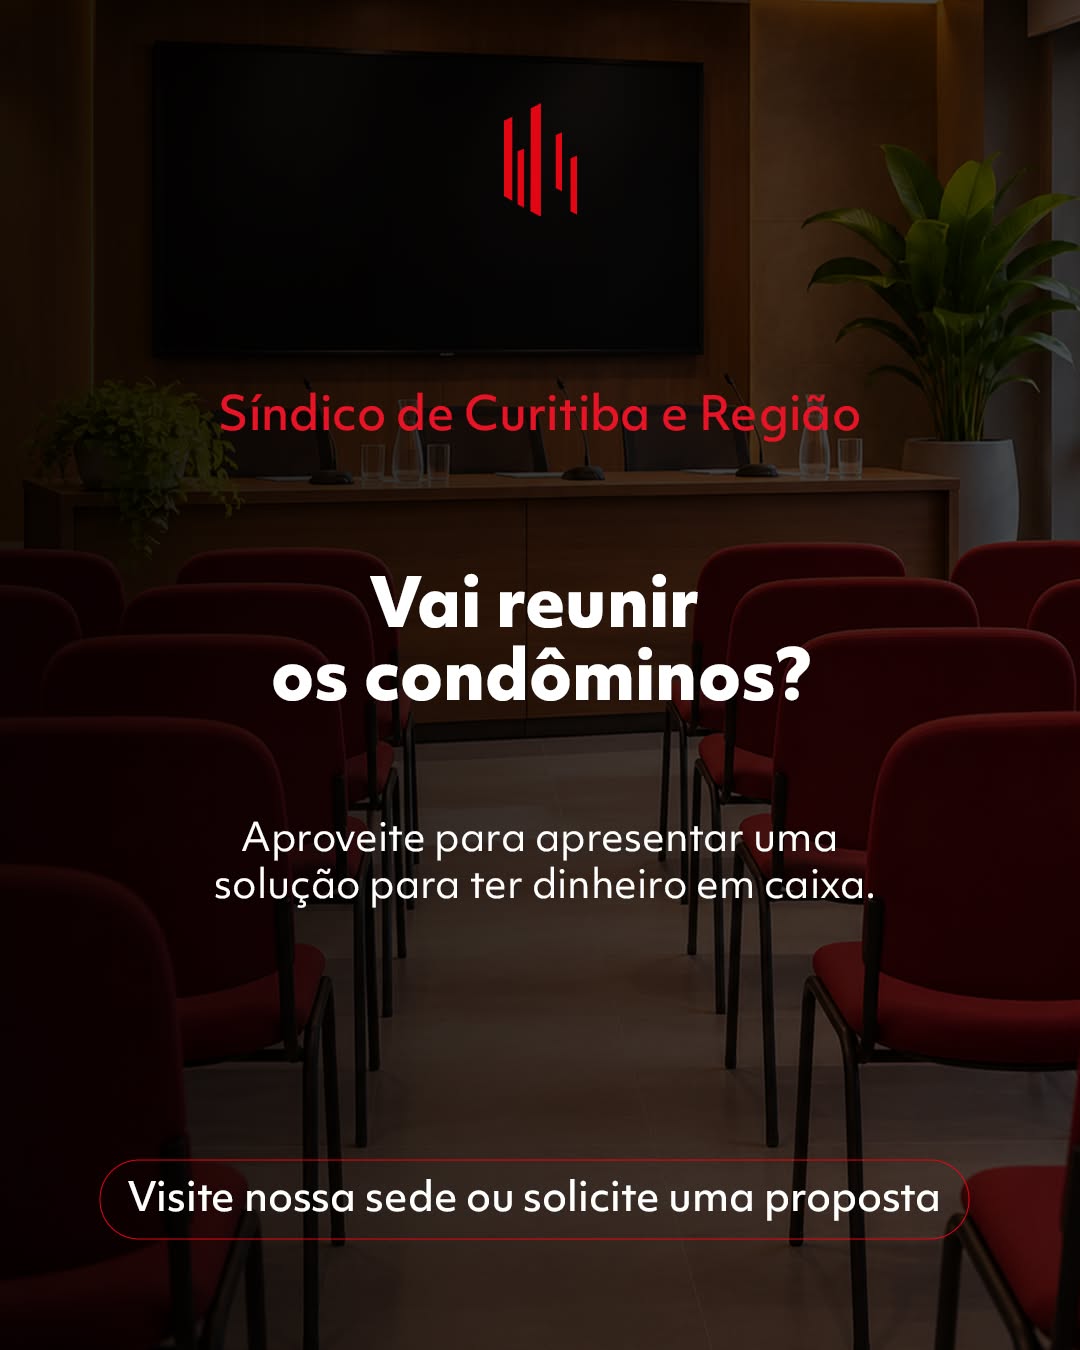 Síndico de Curitiba e Região
Vai reunir
os condôminos?
Aproveite para apresentar uma
solução para ter dinheiro em caixa.
Visite nossa sede ou solicite uma proposta